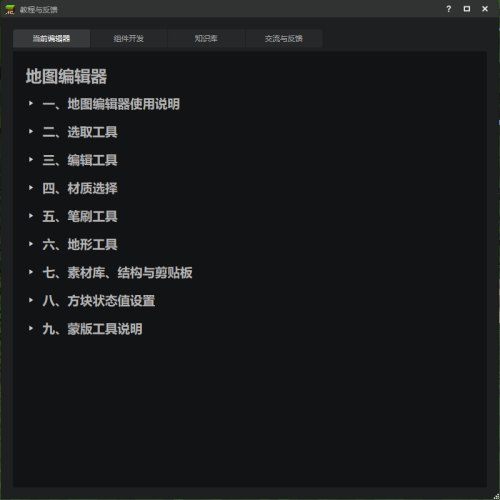 教程与反馈
当前编辑器 组件开发 知识库 交流与反馈
地图编辑器
一、地图编辑器使用说明
二、选取工具
三、编辑工具
四、材质选择
五、笔刷工具
六、地形工具
七、素材库、结构与剪贴板
八、方块状态值设置
九、蒙版工具说明